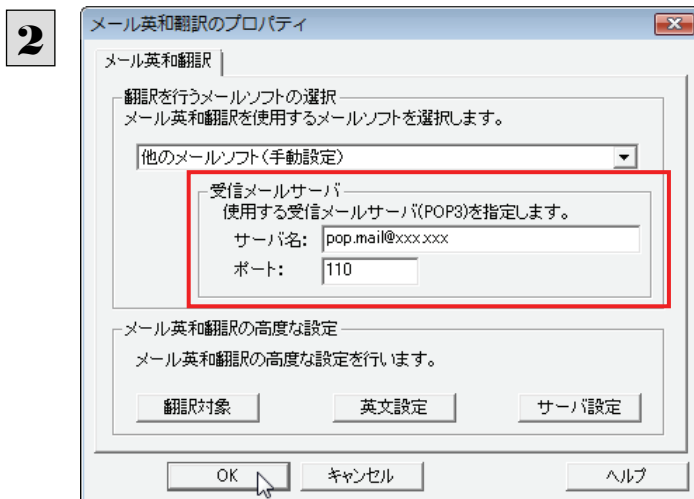 2
メール英和翻訳のプロパティ
メール英和翻訳
翻訳を行うメールソフトの選択
メール英和翻訳を使用するメールソフトを選択します。
他のメールソフト(手動設定)
受信メールサーバ
使用する受信メールサーバ(POP3)を指定します。
サーバ名: pop.mail@xxx.xxx
ポート: 110
メール英和翻訳の高度な設定
メール英和翻訳の高度な設定を行います。
翻訳対象 英文設定 サーバ設定
OK キャンセル ヘルプ